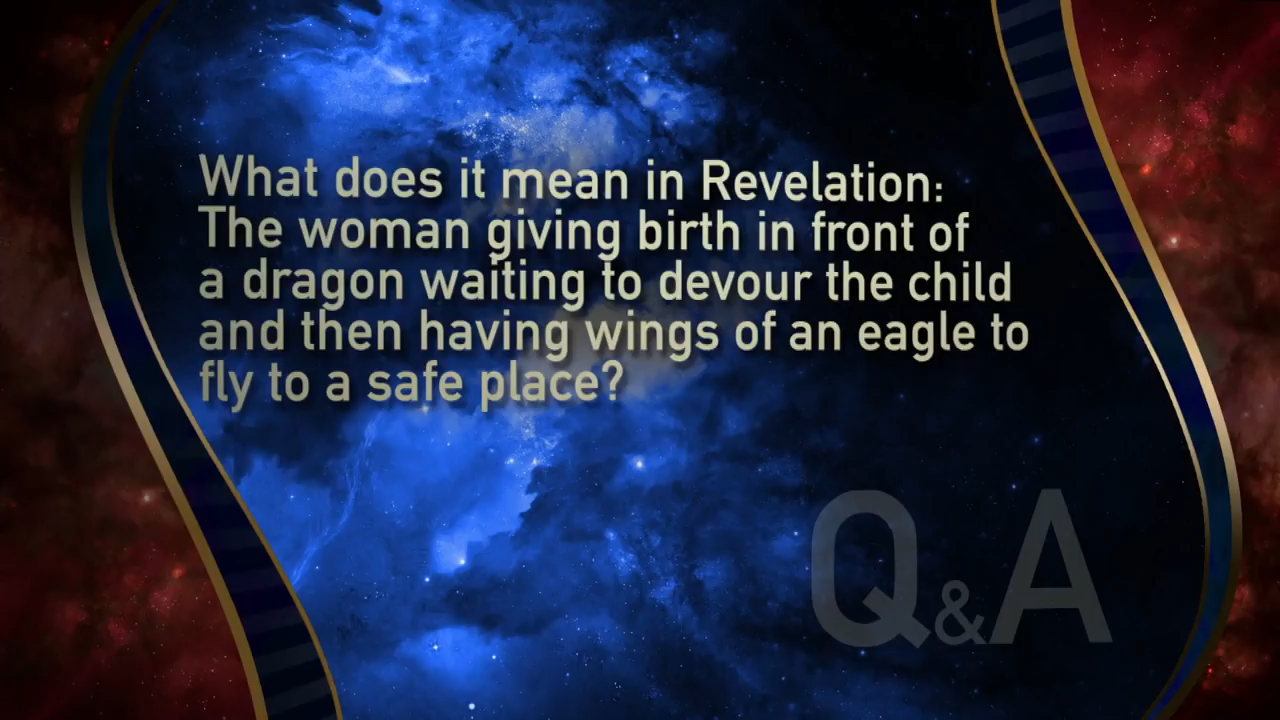 What does it mean in Revelation:
The woman giving birth in front of
a dragon waiting to devour the child
and then having wings of an eagle to
fly to a safe place?
Q&A